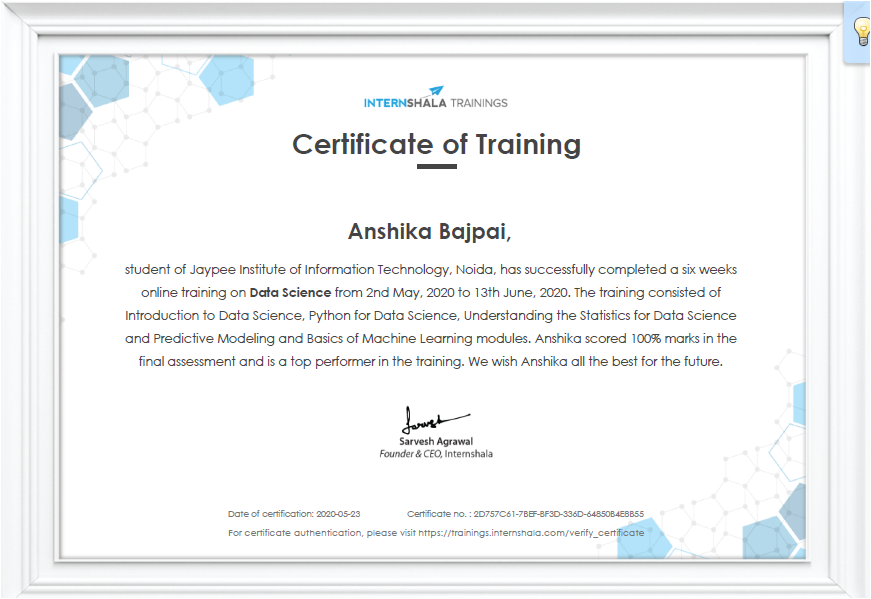 INTERNSHALA TRAININGS
Certificate of Training
Anshika Bajpai,
student of Jaypee Institute of Information Technology, Noida, has successfully completed a six weeks
online training on Data Science from 2nd May, 2020 to 13th June, 2020. The training consisted of
Introduction to Data Science, Python for Data Science, Understanding the Statistics for Data Science
and Predictive Modeling and Basics of Machine Learning modules. Anshika scored 100% marks in the
final assessment and is a top performer in the training. We wish Anshika all the best for the future.
Sarvesh
Sarvesh Agrawal
Founder & CEO, Internshala
Date of certification: 2020-05-23 Certificate no. : 2D757C61-7BEF-8F3D-336D-64850B4E8B55
For certificate authentication, please visit https://trainings.internshala.com/verify_certificate